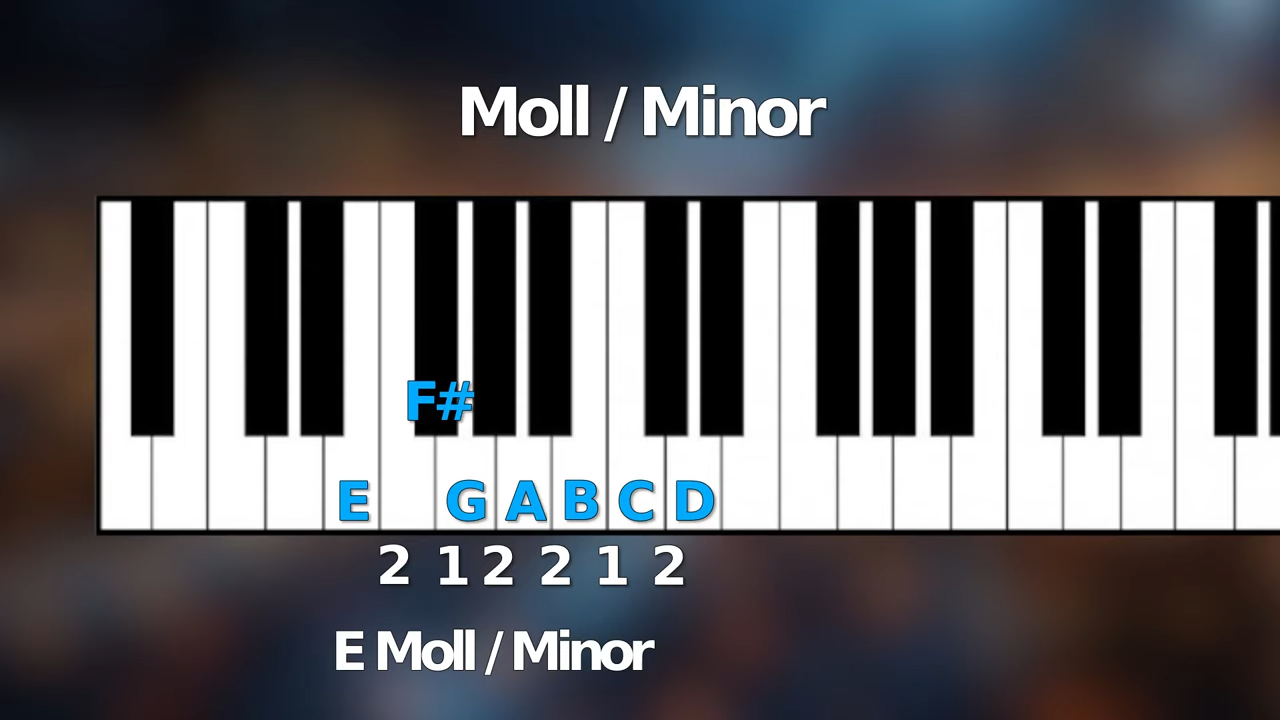 Moll / Minor
F#
E G A B C D
2 1 2 2 1 2
E Moll / Minor